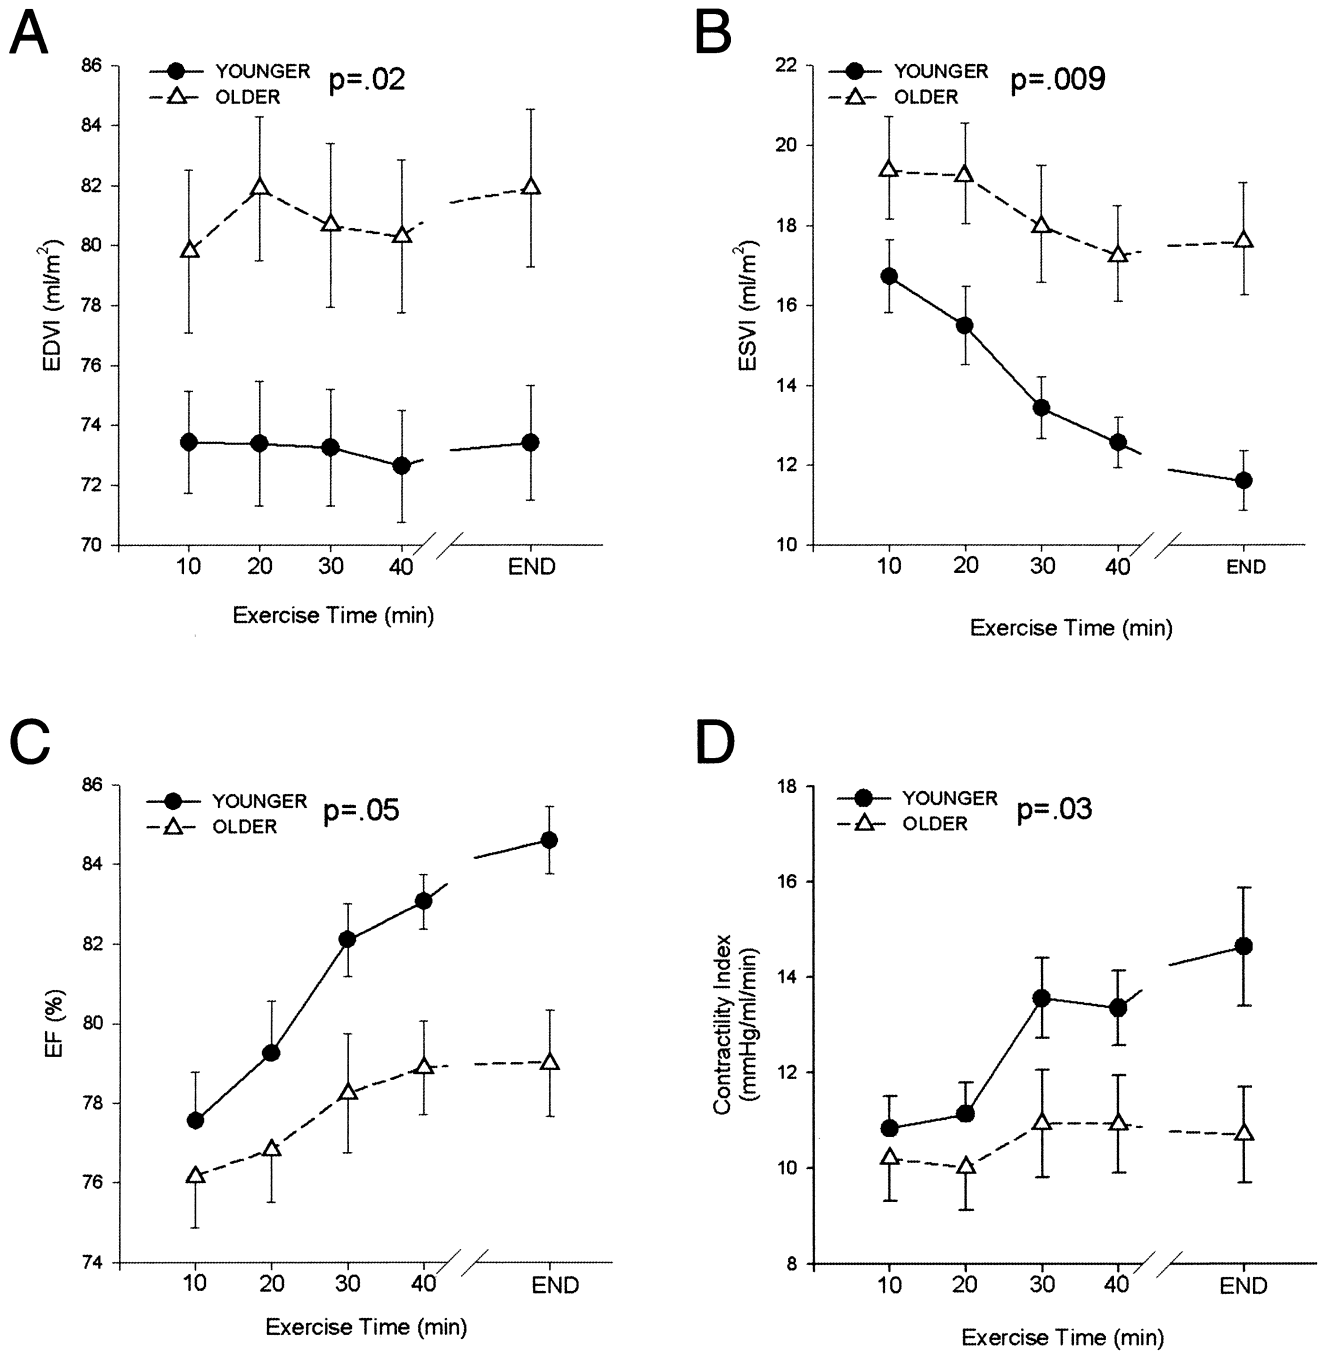 A
YOUNGER
OLDER
p=.02
86
84
82
80
78
76
74
72
70
EDVI (ml/m²)
10 20 30 40 END
Exercise Time (min)
B
YOUNGER
OLDER
p=.009
22
20
18
16
14
12
10
ESVI (ml/m²)
10 20 30 40 END
Exercise Time (min)
C
YOUNGER
OLDER
p=.05
86
84
82
80
78
76
74
EF (%)
10 20 30 40 END
Exercise Time (min)
D
YOUNGER
OLDER
p=.03
18
16
14
12
10
8
Contractility Index
(mmHg/ml/min)
10 20 30 40 END
Exercise Time (min)